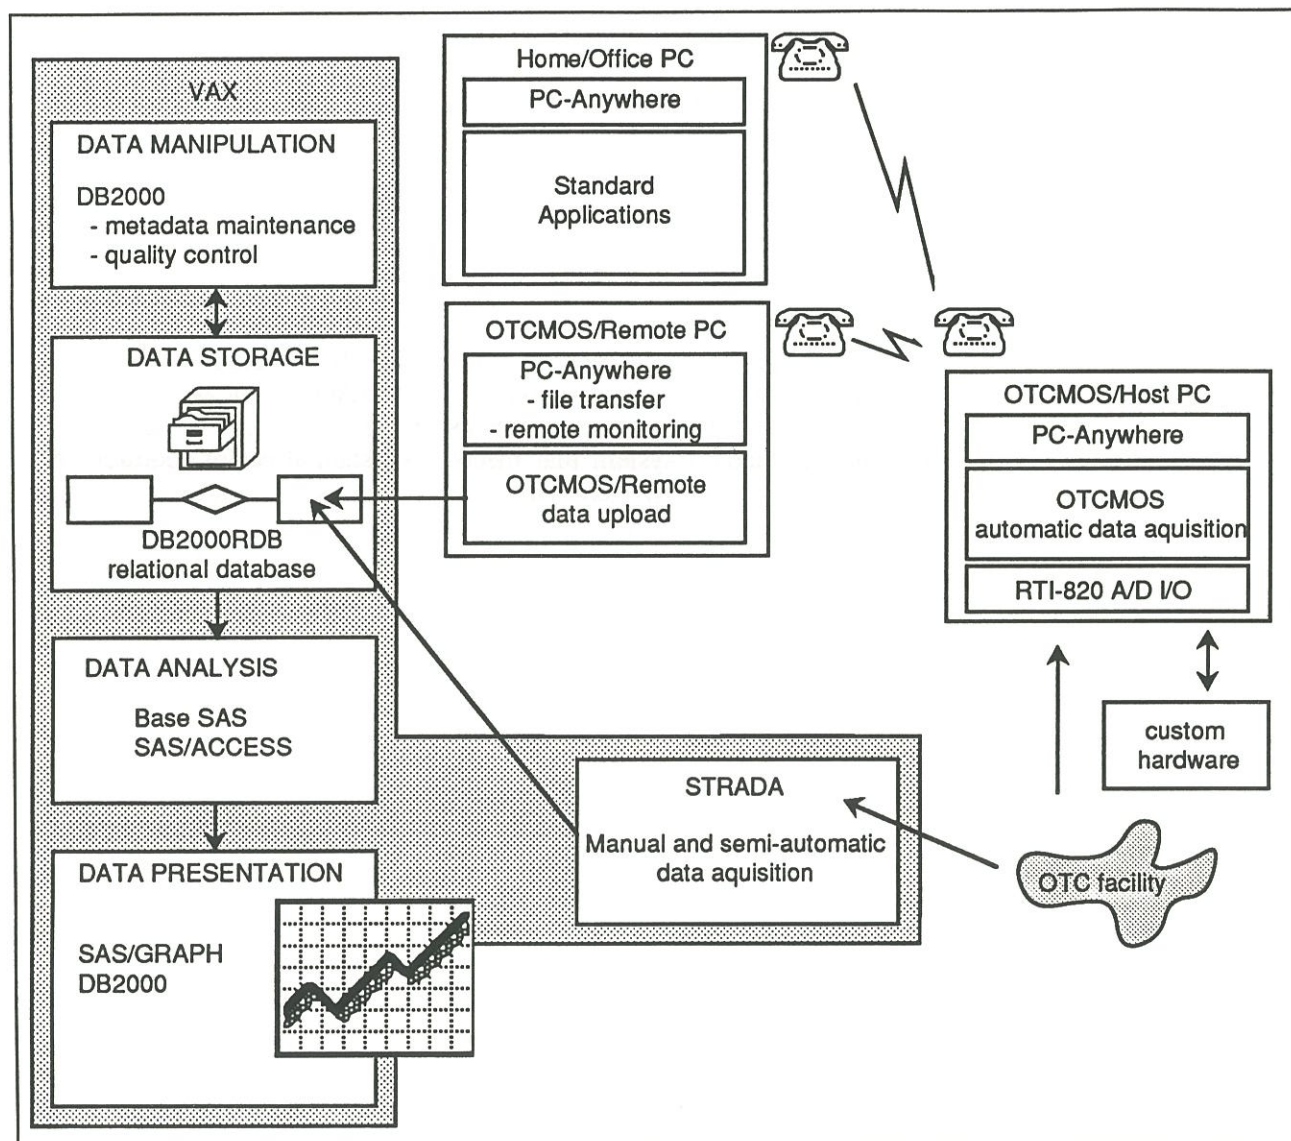 VAX
DATA MANIPULATION
DB2000
- metadata maintenance
- quality control
DATA STORAGE
DB2000RDB
relational database
DATA ANALYSIS
Base SAS
SAS/ACCESS
DATA PRESENTATION
SAS/GRAPH
DB2000
Home/Office PC
PC-Anywhere
Standard
Applications
OTCMOS/Remote PC
PC-Anywhere
- file transfer
- remote monitoring
OTCMOS/Remote
data upload
OTCMOS/Host PC
PC-Anywhere
OTCMOS
automatic data aquisition
RTI-820 A/D I/O
custom
hardware
STRADA
Manual and semi-automatic
data aquisition
OTC facility